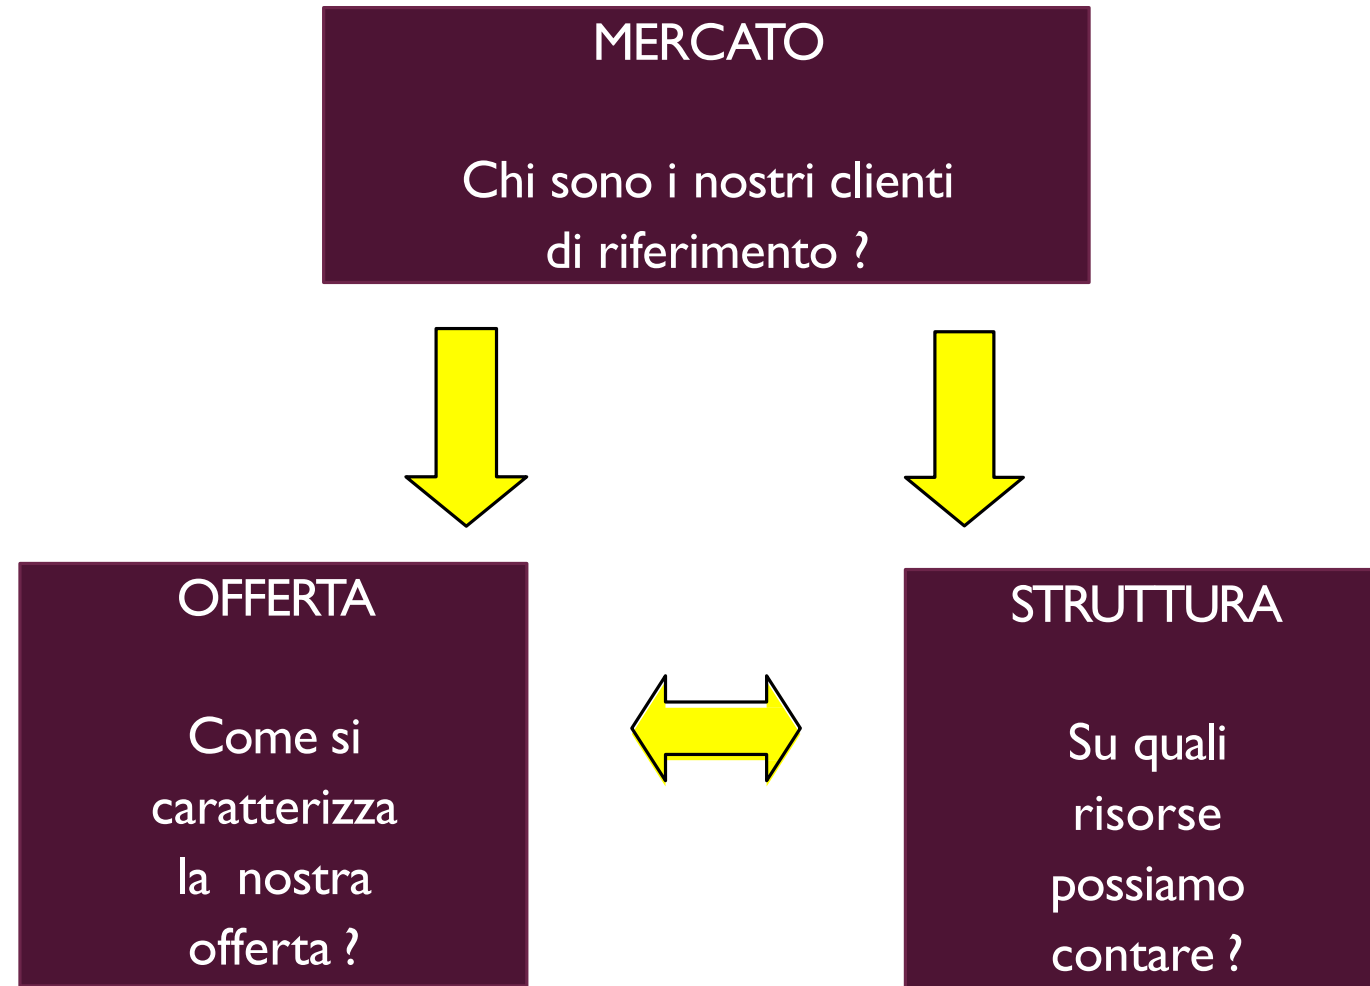 MERCATO
Chi sono i nostri clienti
di riferimento ?
OFFERTA
Come si
caratterizza
la nostra
offerta ?
STRUTTURA
Su quali
risorse
possiamo
contare ?